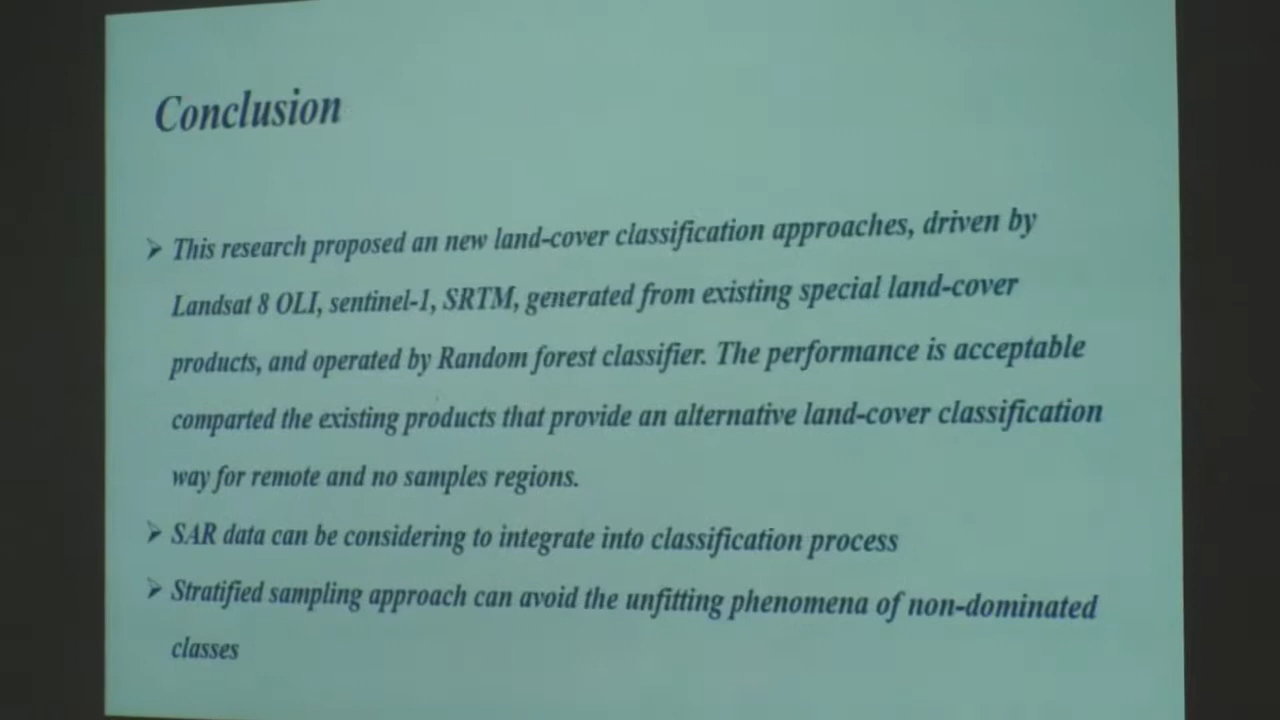 Conclusion
➢ This research proposed an new land-cover classification approaches, driven by
Landsat 8 OLI, sentinel-1, SRTM, generated from existing special land-cover
products, and operated by Random forest classifier. The performance is acceptable
comparted the existing products that provide an alternative land-cover classification
way for remote and no samples regions.
➢ SAR data can be considering to integrate into classification process
➢ Stratified sampling approach can avoid the unfitting phenomena of non-dominated
classes